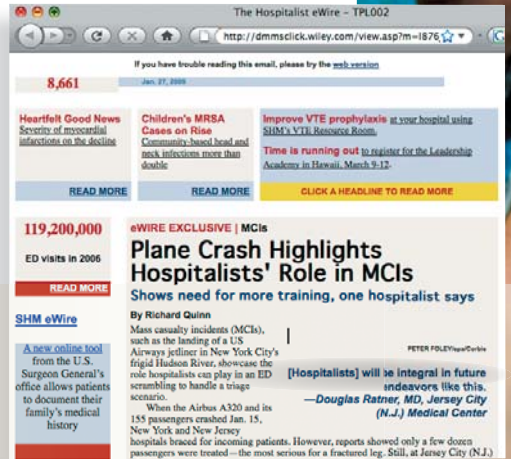 The Hospitalist eWire – TPL002
http://dmmsclick.wiley.com/view.asp?m=l876
If you have trouble reading this email, please try the web version
8,661
Jan. 27, 2009
Heartfelt Good News
Severity of myocardial
infarctions on the decline
READ MORE
Children's MRSA
Cases on Rise
Community-based head and
neck infections more than
double
READ MORE
Improve VTE prophylaxis at your hospital using
SHM's VTE Resource Room.
Time is running out to register for the Leadership
Academy in Hawaii, March 9-12.
CLICK A HEADLINE TO READ MORE
119,200,000
ED visits in 2006
READ MORE
SHM eWire
A new online tool
from the U.S.
Surgeon General's
office allows patients
to document their
family's medical
history
eWIRE EXCLUSIVE | MCIs
Plane Crash Highlights
Hospitalists' Role in MCIs
Shows need for more training, one hospitalist says
By Richard Quinn
Mass casualty incidents (MCIs),
such as the landing of a US
Airways jetliner in New York City's
frigid Hudson River, showcase the
role hospitalists can play in an ED
scrambling to handle a triage
scenario.
When the Airbus A320 and its
155 passengers crashed Jan. 15,
New York and New Jersey
hospitals braced for incoming patients. However, reports showed only a few dozen
passengers were treated—the most serious for a fractured leg. Still, at Jersey City (N.J.)
PETER FOLEY/epa/Corbis
[Hospitalists] will be integral in future
endeavors like this.
—Douglas Ratner, MD, Jersey City
(N.J.) Medical Center